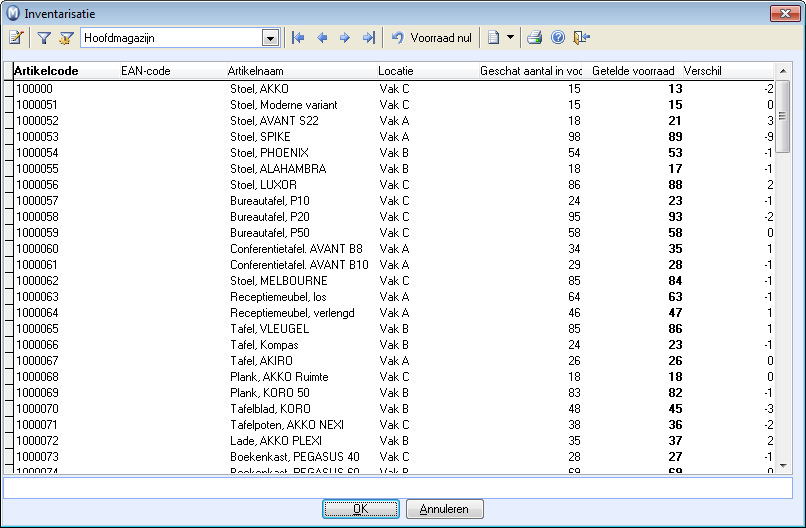 Inventarisatie
Hoofdmagazijn Voorraad nul
Artikelcode EAN-code Artikelnaam Locatie Geschat aantal in voo Getelde voorraad Verschil
100000 Stoel, AKKO Vak C 15 13 -2
1000051 Stoel, Moderne variant Vak C 15 15 0
1000052 Stoel, AVANT S22 Vak A 18 21 3
1000053 Stoel, SPIKE Vak A 98 89 -9
1000054 Stoel, PHOENIX Vak B 54 53 -1
1000055 Stoel, ALAHAMBRA Vak B 18 17 -1
1000056 Stoel, LUXOR Vak C 86 88 2
1000057 Bureautafel, P10 Vak C 24 23 -1
1000058 Bureautafel, P20 Vak C 95 93 -2
1000059 Bureautafel, P50 Vak C 58 58 0
1000060 Conferentietafel. AVANT B8 Vak A 34 35 1
1000061 Conferentietafel. AVANT B10 Vak A 29 28 -1
1000062 Stoel, MELBOURNE Vak C 85 84 -1
1000063 Receptiemeubel, los Vak A 64 63 -1
1000064 Receptiemeubel, verlengd Vak A 46 47 1
1000065 Tafel, VLEUGEL Vak B 85 86 1
1000066 Tafel, Kompas Vak B 24 23 -1
1000067 Tafel, AKIRO Vak A 26 26 0
1000068 Plank, AKKO Ruimte Vak C 18 18 0
1000069 Plank, KORO 50 Vak B 83 82 -1
1000070 Tafelblad, KORO Vak B 48 45 -3
1000071 Tafelpoten, AKKO NEXI Vak C 38 36 -2
1000072 Lade, AKKO PLEXI Vak B 35 37 2
1000073 Boekenkast, PEGASUS 40 Vak C 28 27 -1
1000074 Boekenkast, PEGASUS 60 Vak B 69 69 0
OK Annuleren